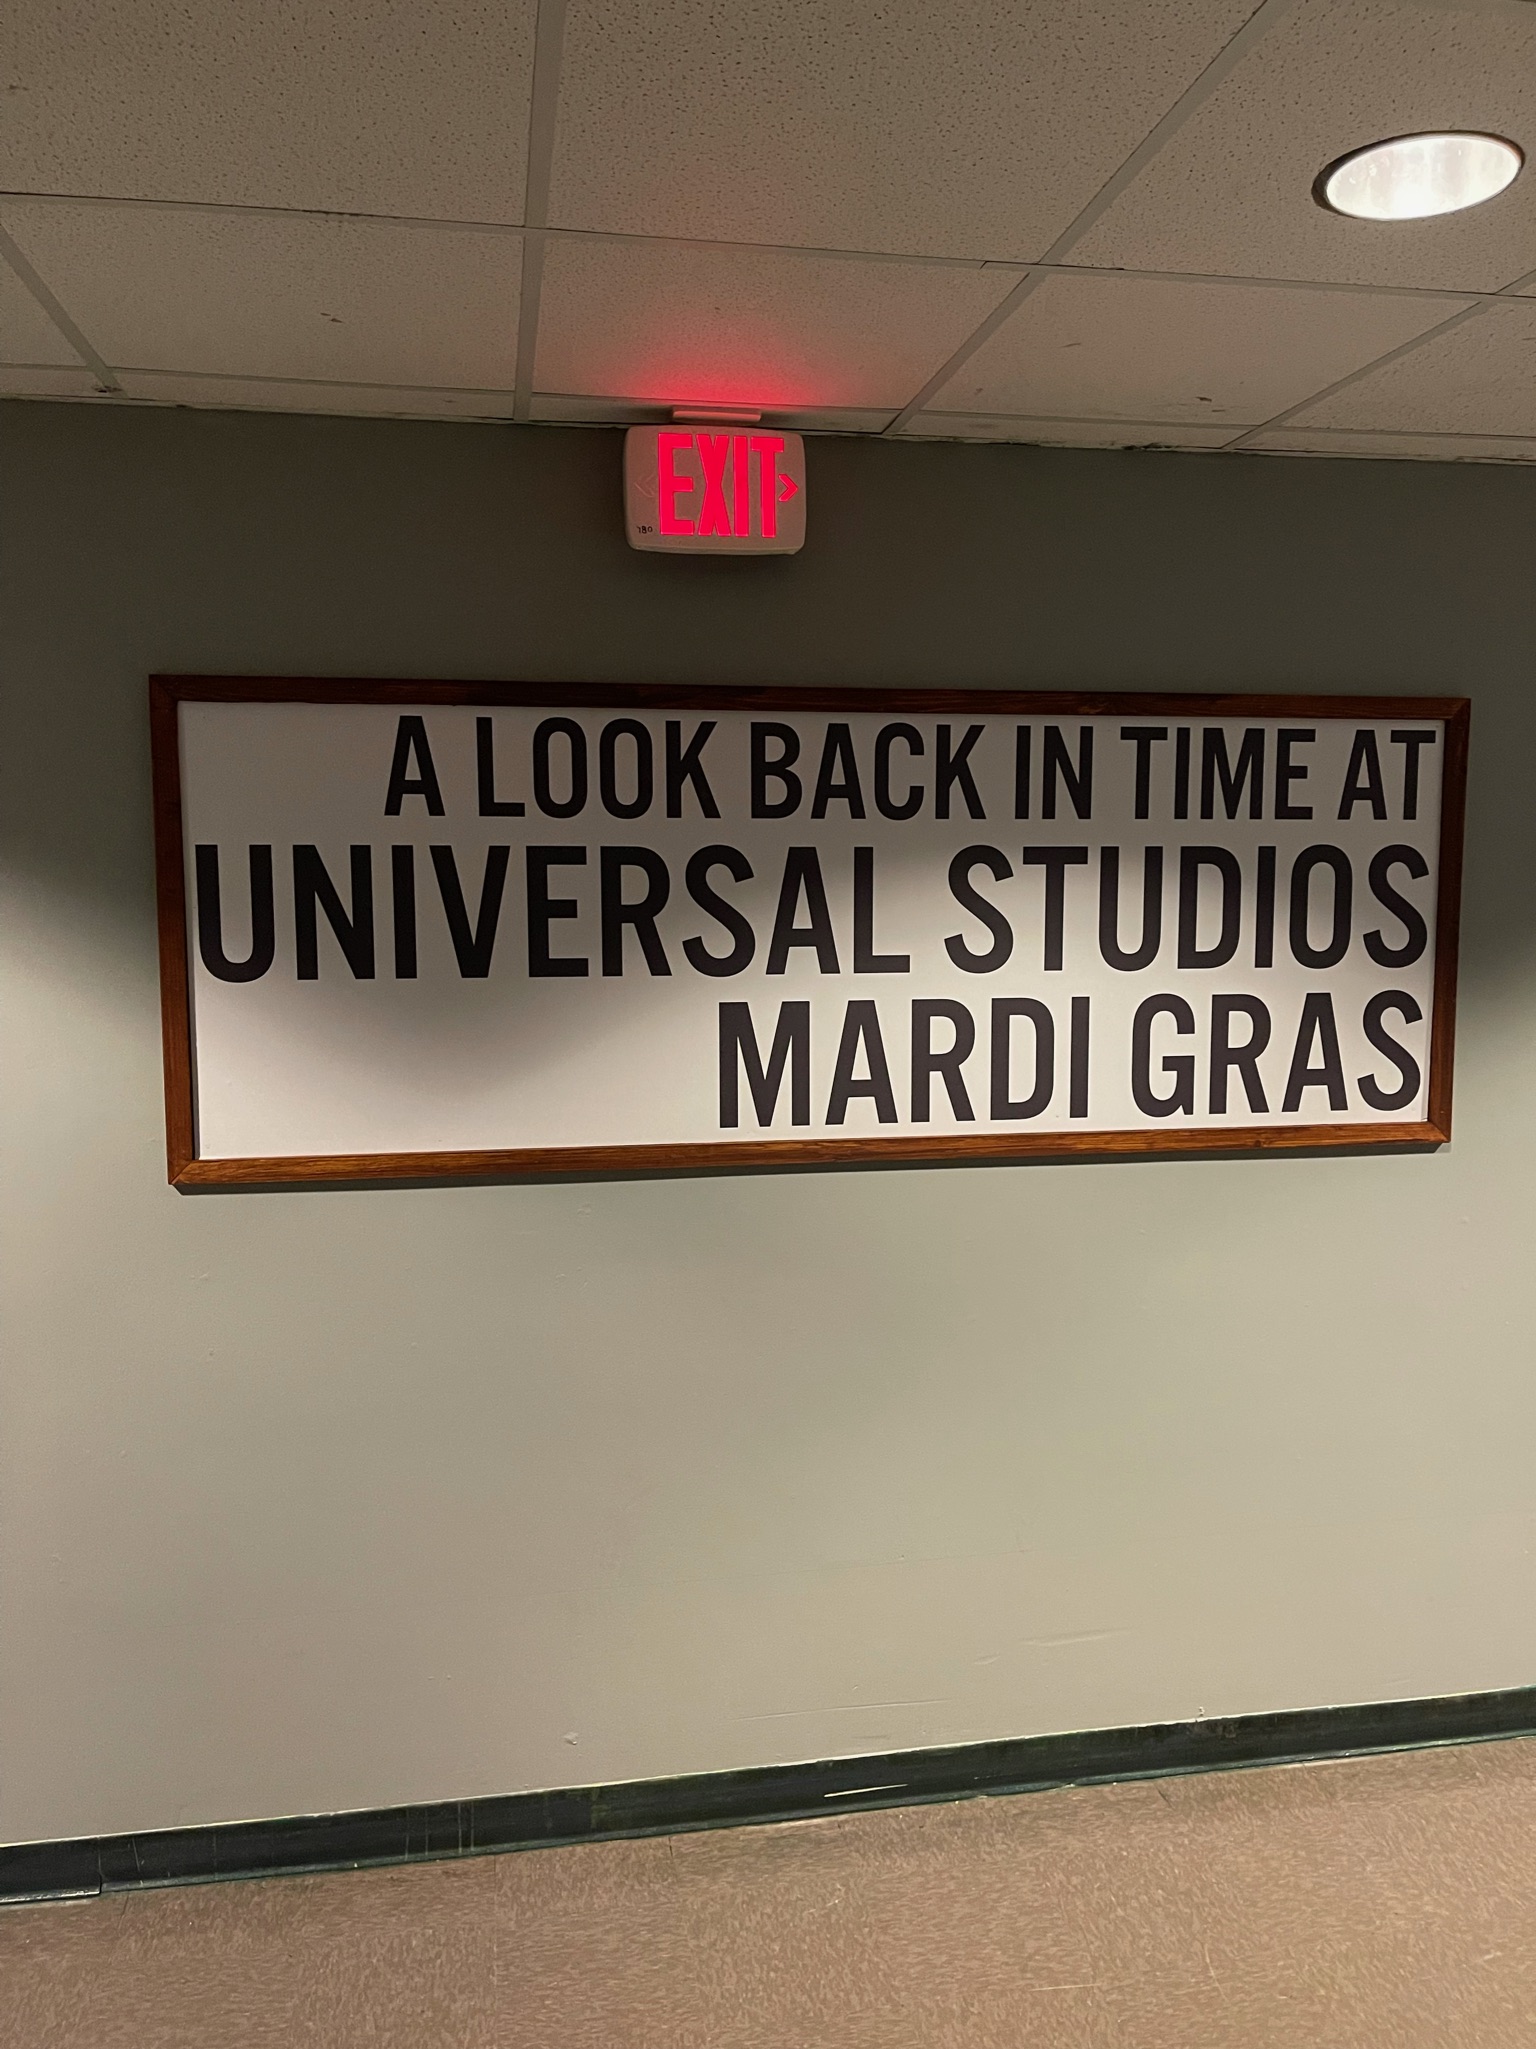 EXIT
A LOOK BACK IN TIME AT
UNIVERSAL STUDIOS
MARDI GRAS